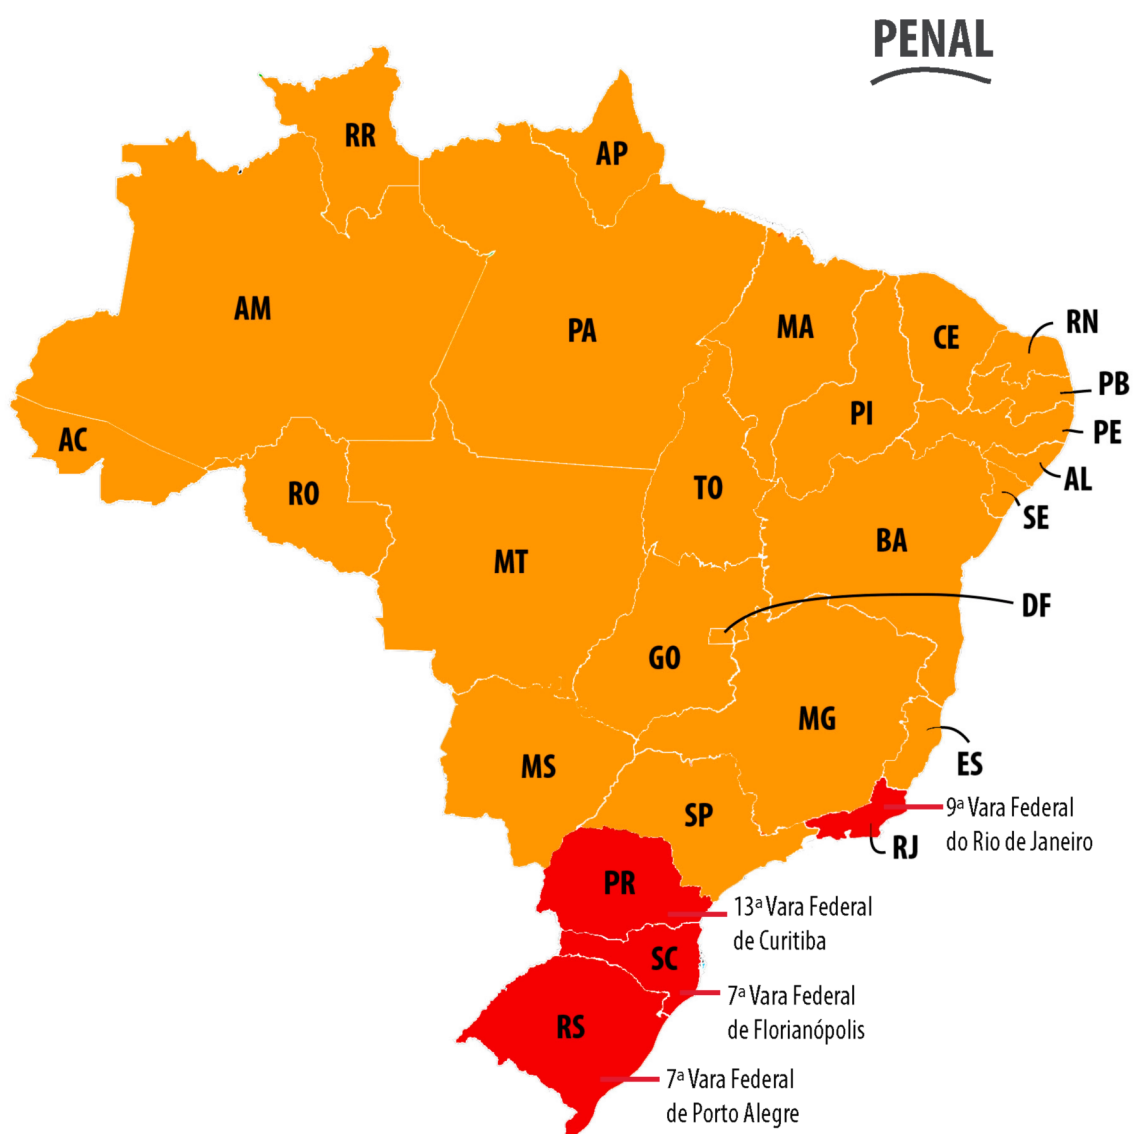 PENAL
RR
AP
AM
PA
MA
CE
RN
PB
PI
PE
AC
AL
RO
TO
SE
BA
MT
DF
GO
MG
ES
MS
SP
9ª Vara Federal
do Rio de Janeiro
RJ
PR
13ª Vara Federal
de Curitiba
SC
7ª Vara Federal
de Florianópolis
RS
7ª Vara Federal
de Porto Alegre